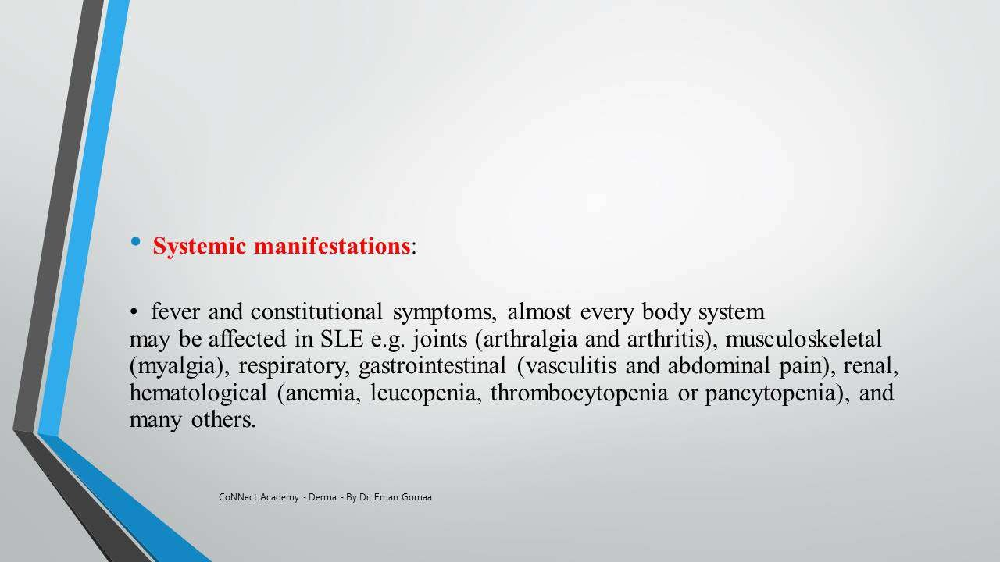 • Systemic manifestations:
• fever and constitutional symptoms, almost every body system
may be affected in SLE e.g. joints (arthralgia and arthritis), musculoskeletal
(myalgia), respiratory, gastrointestinal (vasculitis and abdominal pain), renal,
hematological (anemia, leucopenia, thrombocytopenia or pancytopenia), and
many others.
CoNNect Academy - Derma - By Dr. Eman Gomaa